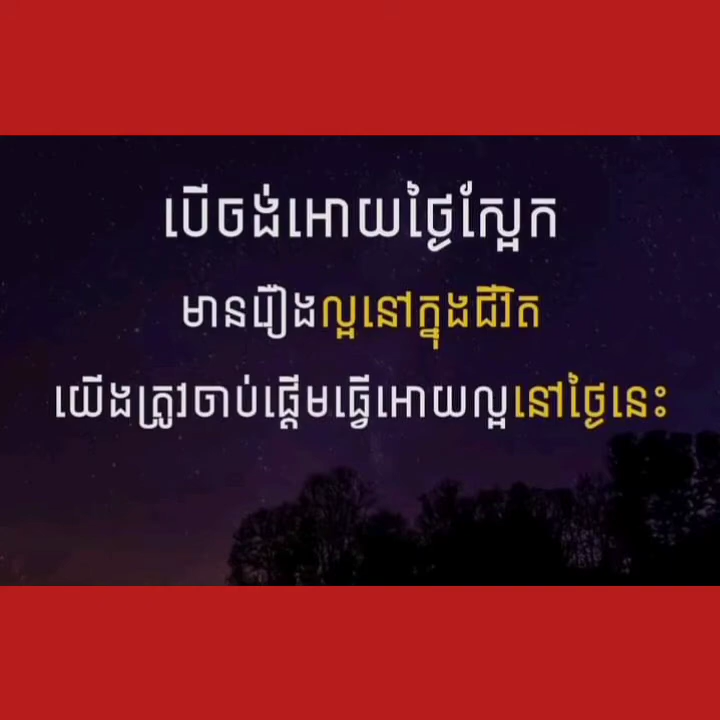 បើចង់អោយថ្ងៃស្អែក
មានរឿងល្អនៅក្នុងជីវិត
យើងត្រូវចាប់ផ្តើមធ្វើអោយល្អនៅថ្ងៃនេះ